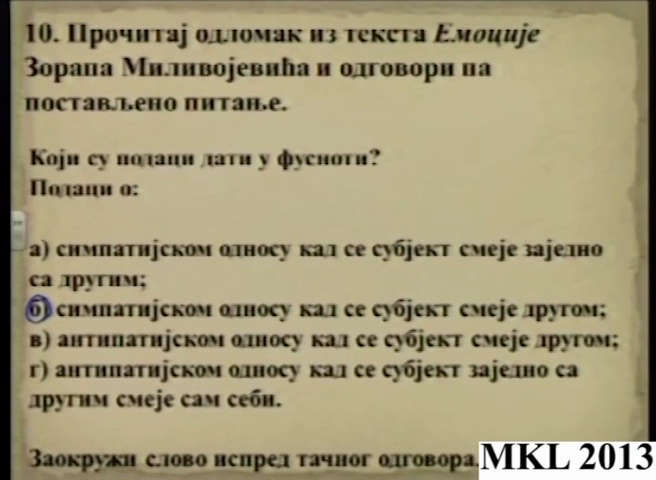 10. Прочитај одломак из текста Емоције
Зорана Миливојевића и одговори на
постављено питање.
Који су подаци дати у фусноти?
Подаци о:
а) симпатијском односу кад се субјект смеје заједно
са другим;
б) симпатијском односу кад се субјект смеје другом;
в) антипатијском односу кад се субјект смеје другом;
г) антипатијском односу кад се субјект заједно са
другим смеје сам себи.
Заокружи слово испред тачног одговора.
MKL 2013